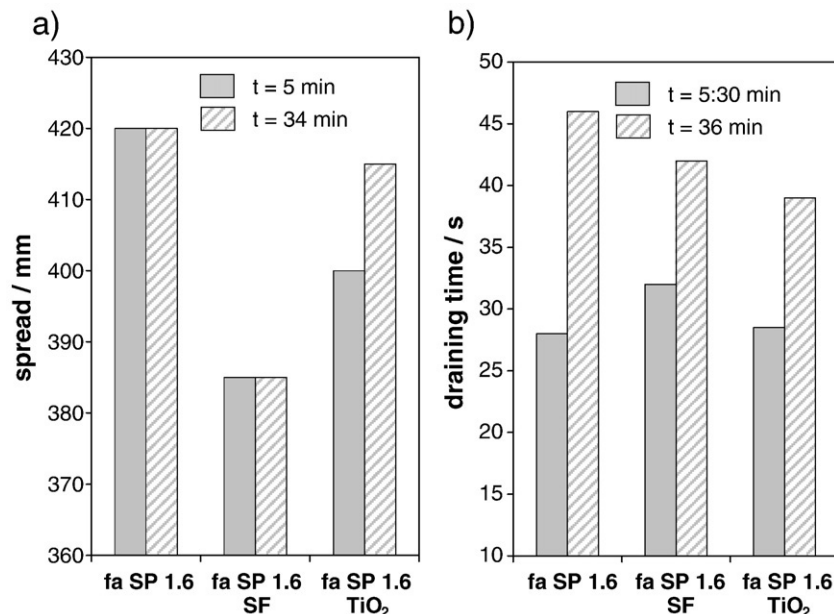 a)
430
420
410
400
390
380
370
360
spread / mm
t = 5 min
t = 34 min
fa SP 1.6
fa SP 1.6
SF
fa SP 1.6
TiO₂
b)
50
45
40
35
30
25
20
15
10
draining time / s
t = 5:30 min
t = 36 min
fa SP 1.6
fa SP 1.6
SF
fa SP 1.6
TiO₂